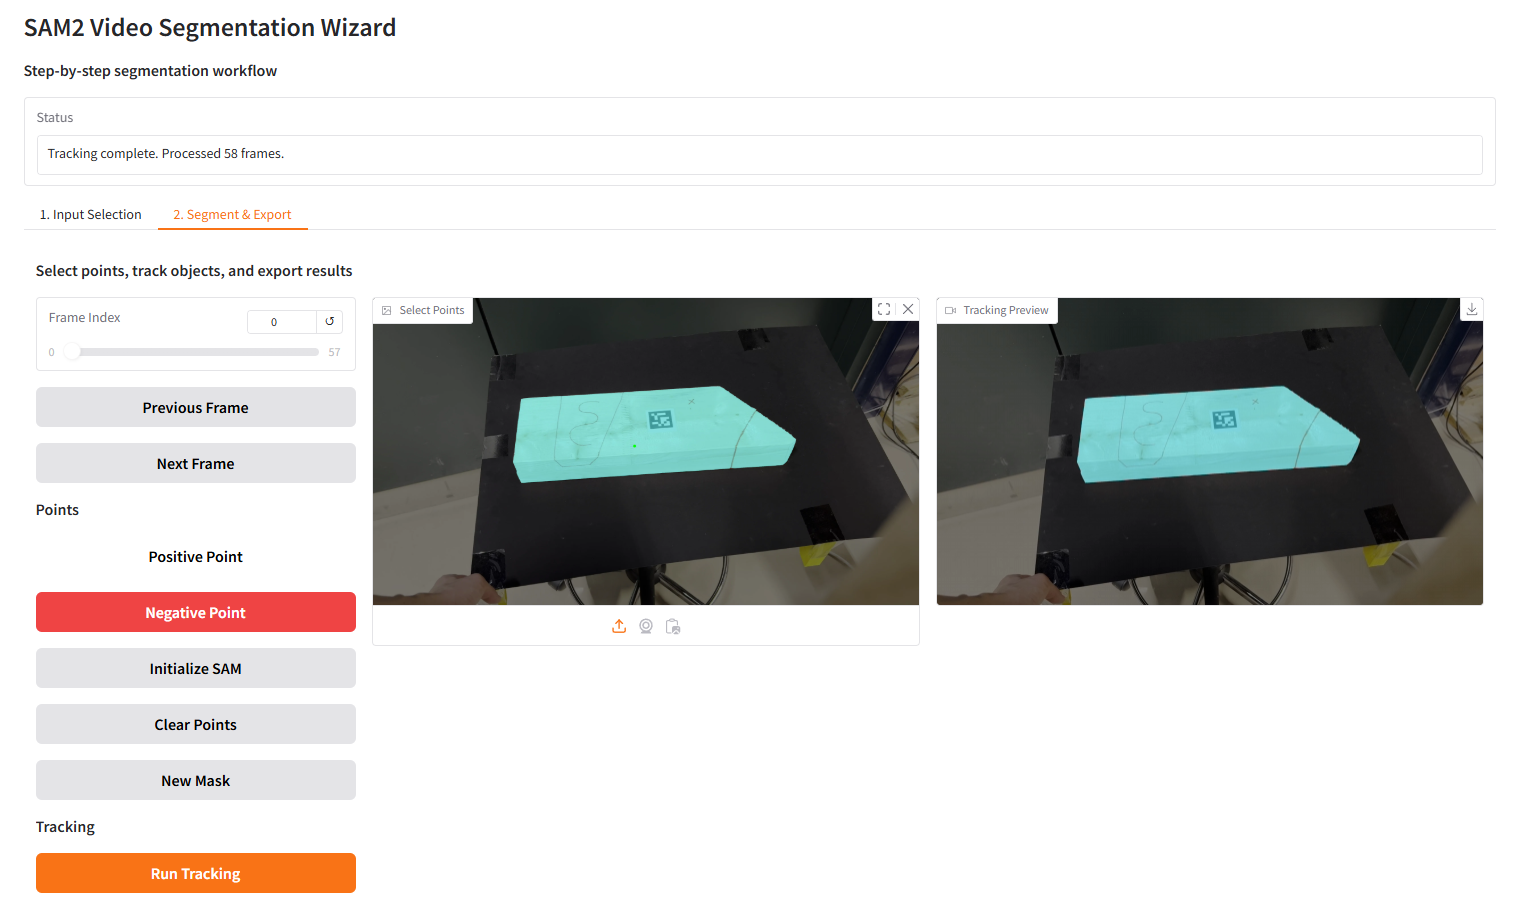 SAM2 Video Segmentation Wizard
Step-by-step segmentation workflow
Status
Tracking complete. Processed 58 frames.
1. Input Selection
2. Segment & Export
Select points, track objects, and export results
Frame Index
0
0
57
Previous Frame
Next Frame
Points
Positive Point
Negative Point
Initialize SAM
Clear Points
New Mask
Tracking
Run Tracking
Select Points
Tracking Preview